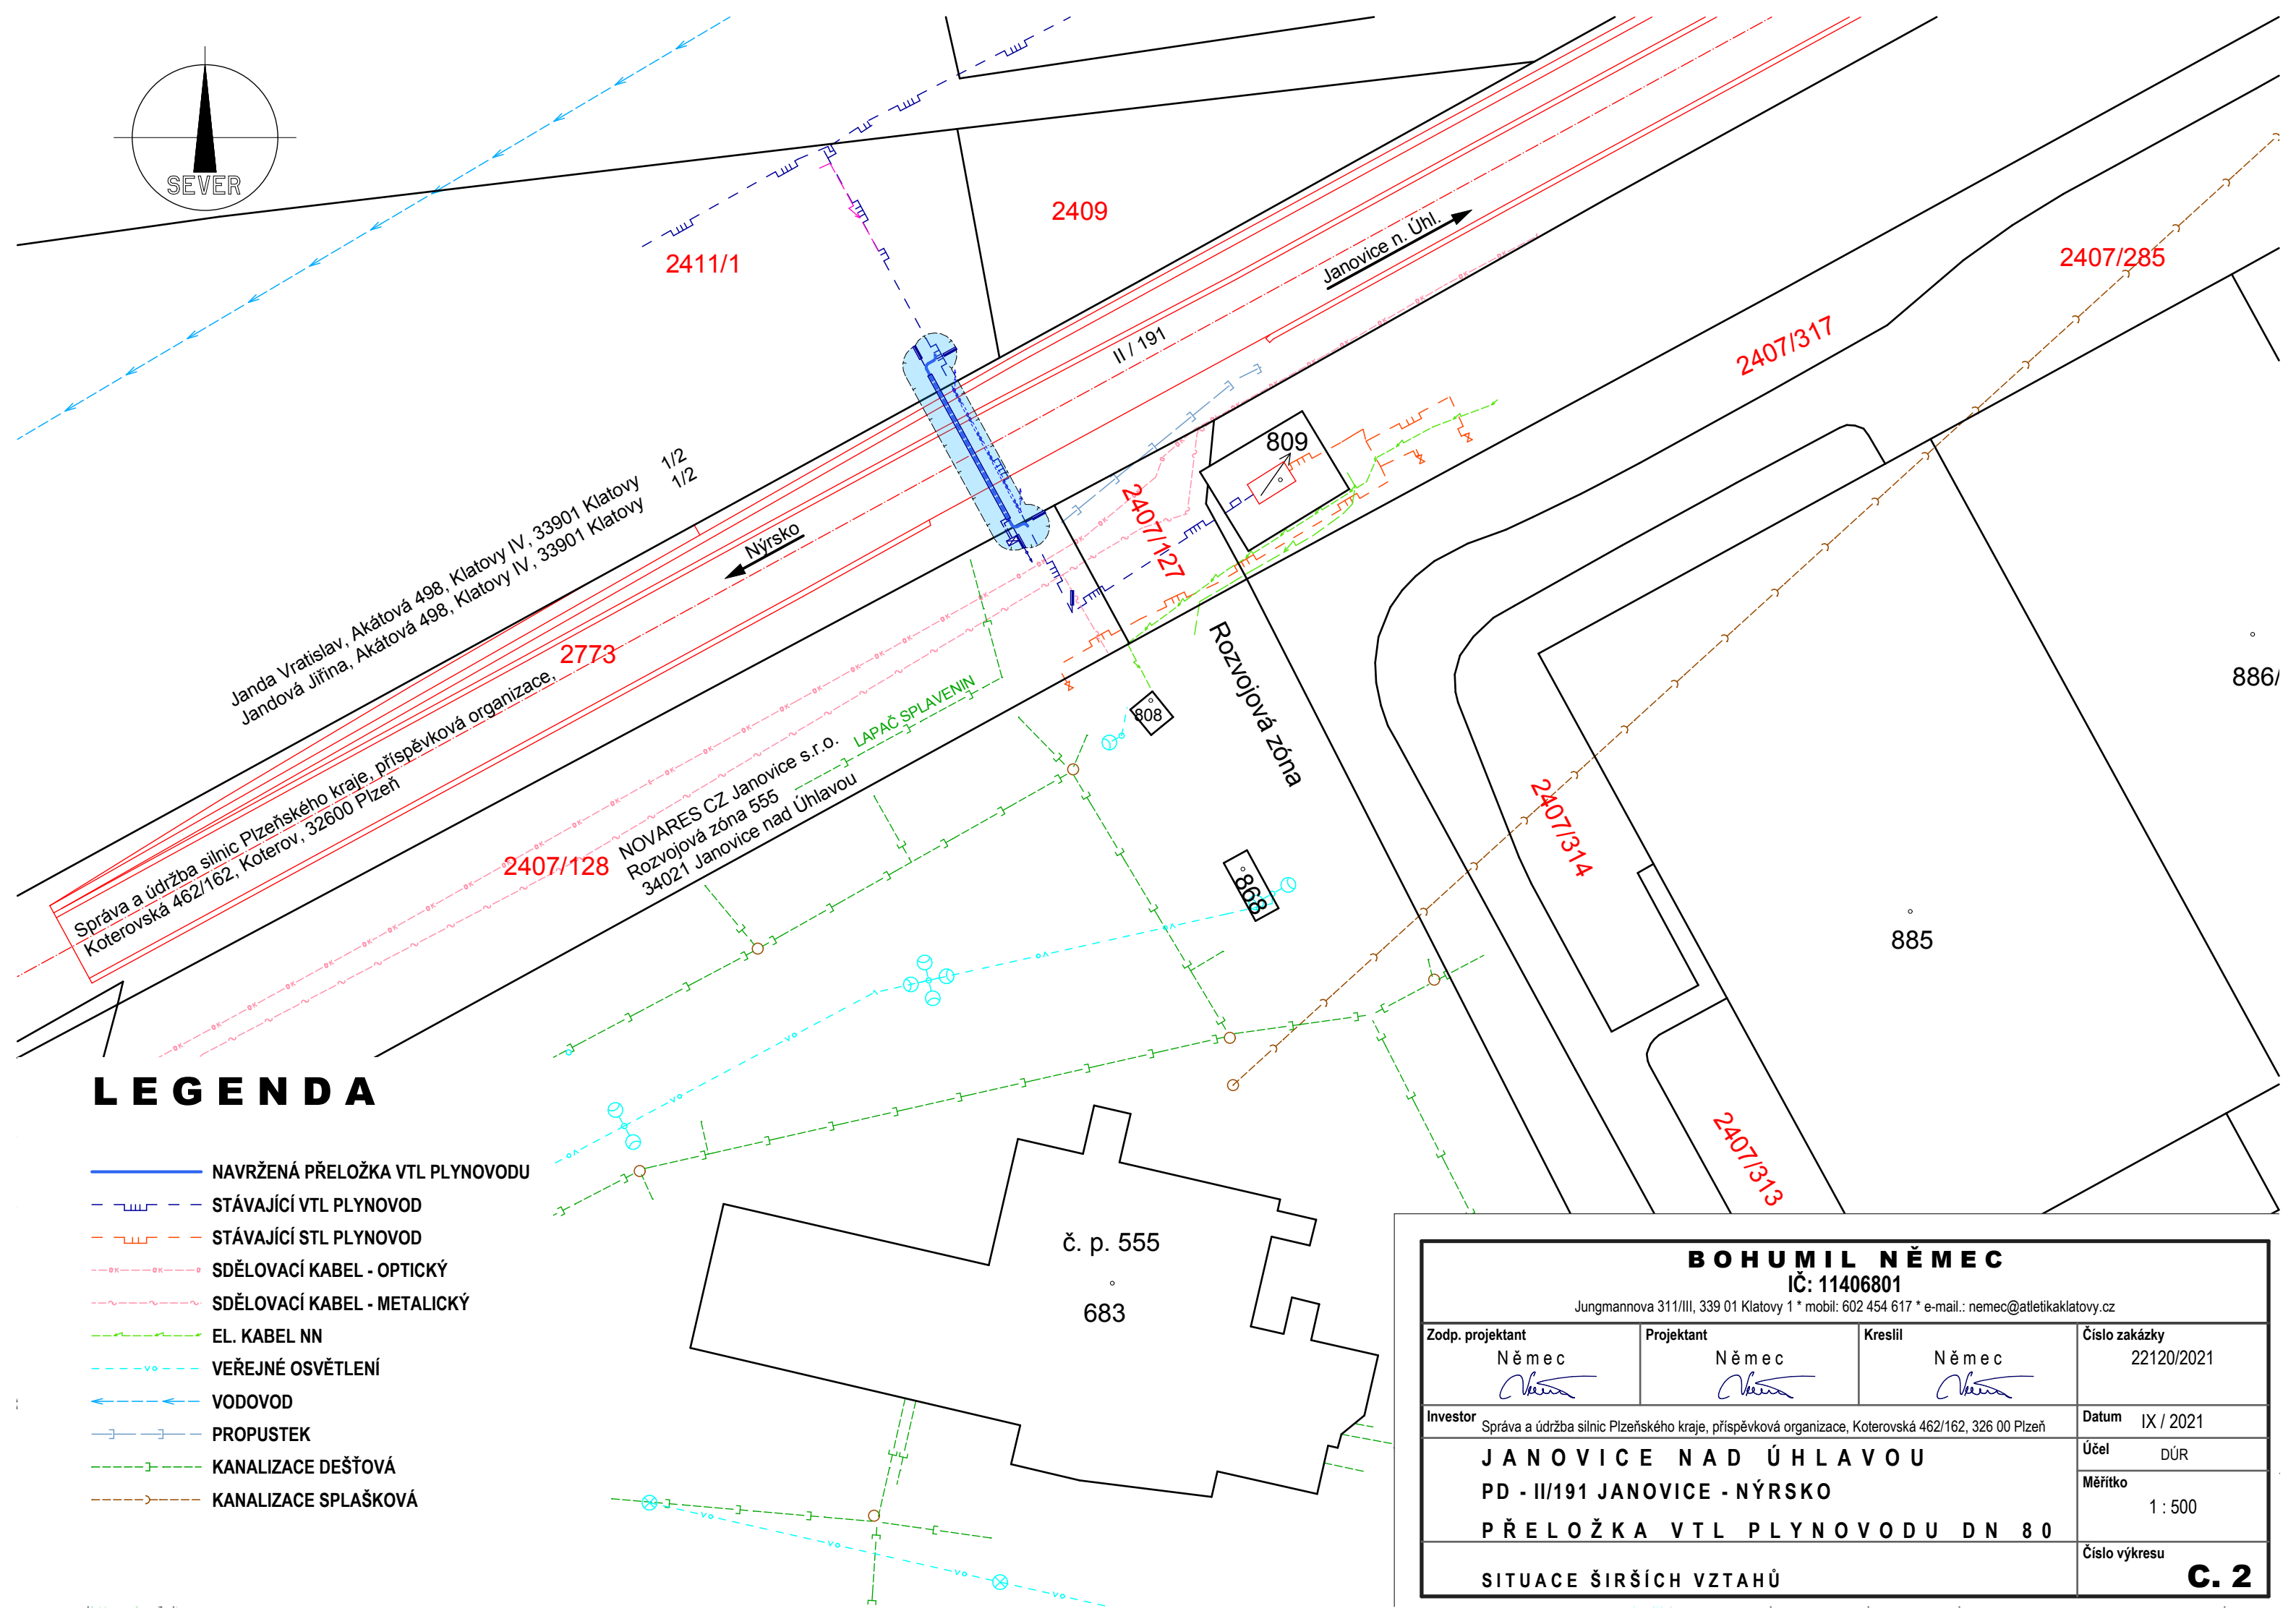 SEVER
2409
2411/1
Janovice n. Úhl.
II / 191
2407/285
2407/317
809
2407/127
Nýrsko
Janda Vratislav, Akátová 498, Klatovy IV, 33901 Klatovy 1/2
Jandová Jiřina, Akátová 498, Klatovy IV, 33901 Klatovy 1/2
2773
Správa a údržba silnic Plzeňského kraje, příspěvková organizace,
Koterovská 462/162, Koterov, 32600 Plzeň
Rozvojová zóna
808
886/
LAPAČ SPLAVENIN
NOVARES CZ Janovice s.r.o.
Rozvojová zóna 555
34021 Janovice nad Úhlavou
2407/128
868
2407/314
885
2407/313
č. p. 555
683
LEGENDA
NAVRŽENÁ PŘELOŽKA VTL PLYNOVODU
STÁVAJÍCÍ VTL PLYNOVOD
STÁVAJÍCÍ STL PLYNOVOD
SDĚLOVACÍ KABEL - OPTICKÝ
SDĚLOVACÍ KABEL - METALICKÝ
EL. KABEL NN
VEŘEJNÉ OSVĚTLENÍ
VODOVOD
PROPUSTEK
KANALIZACE DEŠŤOVÁ
KANALIZACE SPLAŠKOVÁ
BOHUMIL NĚMEC
IČ: 11406801
Jungmannova 311/III, 339 01 Klatovy 1 * mobil: 602 454 617 * e-mail.: nemec@atletikaklatovy.cz
Zodp. projektant
Němec
Projektant
Němec
Kreslil
Němec
Číslo zakázky
22120/2021
Investor Správa a údržba silnic Plzeňského kraje, příspěvková organizace, Koterovská 462/162, 326 00 Plzeň
Datum IX / 2021
JANOVICE NAD ÚHLAVOU
PD - II/191 JANOVICE - NÝRSKO
PŘELOŽKA VTL PLYNOVODU DN 80
Účel
DÚR
Měřítko
1 : 500
SITUACE ŠIRŠÍCH VZTAHŮ
Číslo výkresu
C. 2